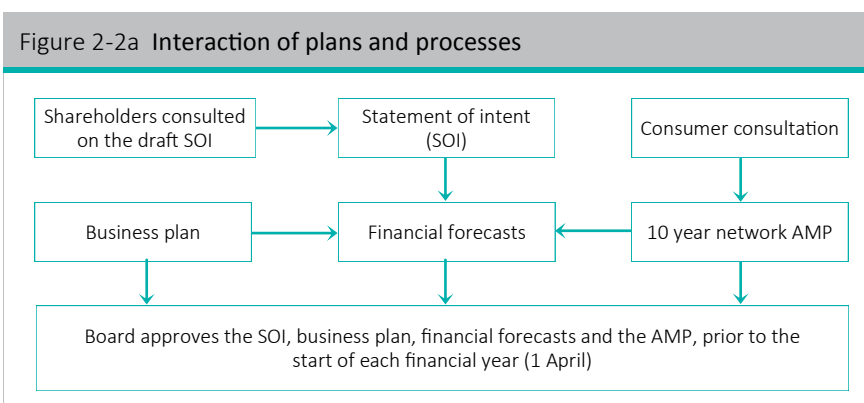 Figure 2-2a Interaction of plans and processes
Shareholders consulted
on the draft SOI
Statement of intent
(SOI)
Consumer consultation
Business plan
Financial forecasts
10 year network AMP
Board approves the SOI, business plan, financial forecasts and the AMP, prior to the
start of each financial year (1 April)